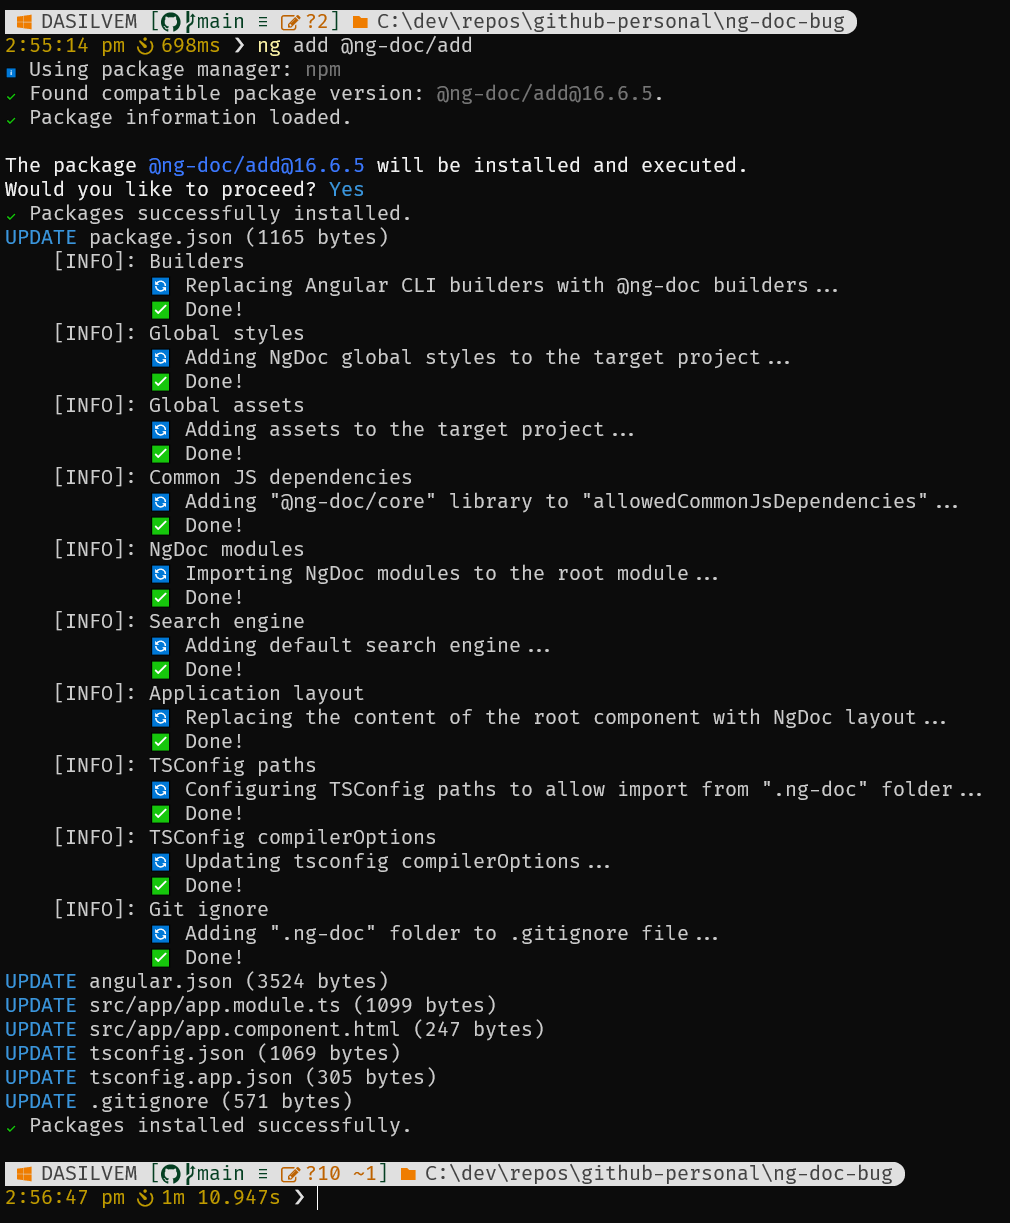 DASILVEM [main ≡ ?2] C:\dev\repos\github-personal\ng-doc-bug
2:55:14 pm 698ms ❯ ng add @ng-doc/add
Using package manager: npm
✓ Found compatible package version: @ng-doc/add@16.6.5.
✓ Package information loaded.
The package @ng-doc/add@16.6.5 will be installed and executed.
Would you like to proceed? Yes
✓ Packages successfully installed.
UPDATE package.json (1165 bytes)
[INFO]: Builders
Replacing Angular CLI builders with @ng-doc builders...
Done!
[INFO]: Global styles
Adding NgDoc global styles to the target project...
Done!
[INFO]: Global assets
Adding assets to the target project...
Done!
[INFO]: Common JS dependencies
Adding "@ng-doc/core" library to "allowedCommonJsDependencies"...
Done!
[INFO]: NgDoc modules
Importing NgDoc modules to the root module...
Done!
[INFO]: Search engine
Adding default search engine...
Done!
[INFO]: Application layout
Replacing the content of the root component with NgDoc layout...
Done!
[INFO]: TSConfig paths
Configuring TSConfig paths to allow import from ".ng-doc" folder...
Done!
[INFO]: TSConfig compilerOptions
Updating tsconfig compilerOptions...
Done!
[INFO]: Git ignore
Adding ".ng-doc" folder to .gitignore file...
Done!
UPDATE angular.json (3524 bytes)
UPDATE src/app/app.module.ts (1099 bytes)
UPDATE src/app/app.component.html (247 bytes)
UPDATE tsconfig.json (1069 bytes)
UPDATE tsconfig.app.json (305 bytes)
UPDATE .gitignore (571 bytes)
✓ Packages installed successfully.
DASILVEM [main ≡ ?10 ~1] C:\dev\repos\github-personal\ng-doc-bug
2:56:47 pm 1m 10.947s ❯